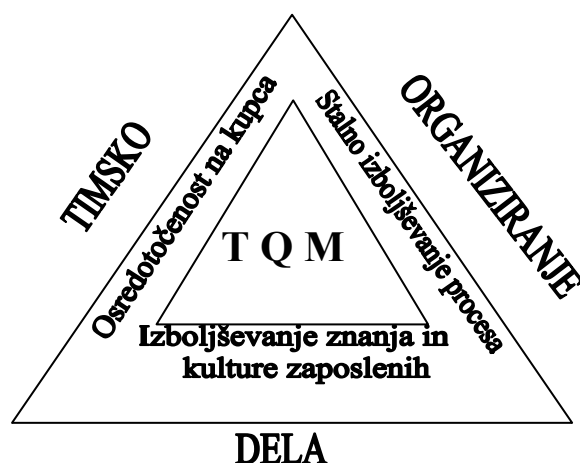 TIMSKO
ORGANIZIRANJE
Osredotočenost na kupca
Stalno izboljševanje procesa
T Q M
Izboljševanje znanja in
kulture zaposlenih
DELA